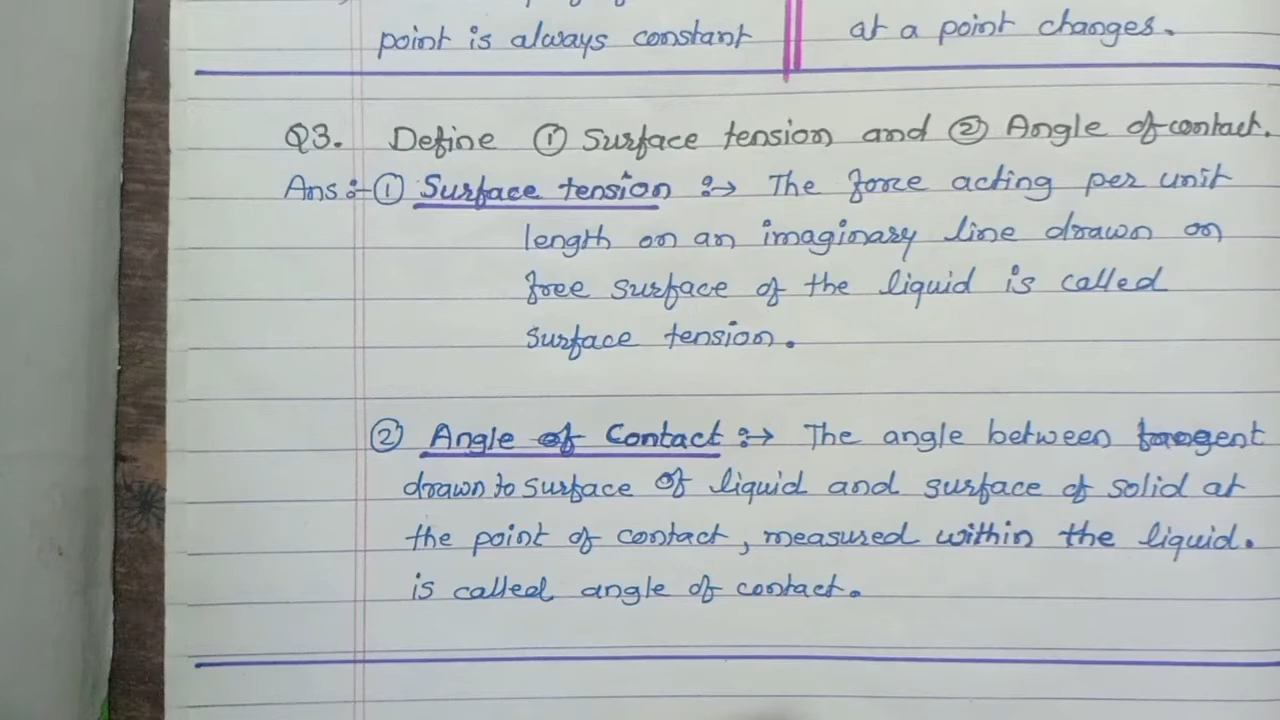 point is always constant
at a point changes.
Q3. Define ① Surface tension and ② Angle of contact.
Ans :- ① Surface tension :→ The force acting per unit
length on an imaginary line drawn on
free surface of the liquid is called
surface tension.
② Angle of Contact :→ The angle between tangent
drawn to surface of liquid and surface of solid at
the point of contact, measured within the liquid.
is called angle of contact.